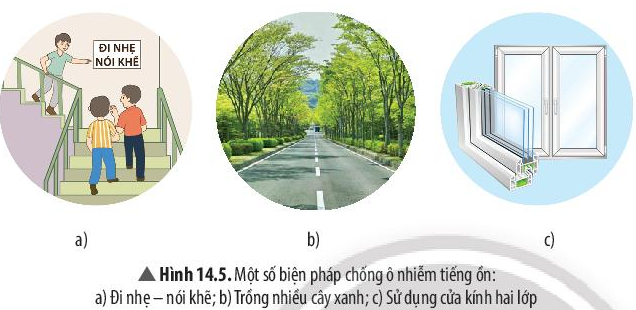 ĐI NHẸ
NÓI KHẼ
a)
b)
c)
▲ Hình 14.5. Một số biện pháp chống ô nhiễm tiếng ồn:
a) Đi nhẹ – nói khẽ; b) Trồng nhiều cây xanh; c) Sử dụng cửa kính hai lớp